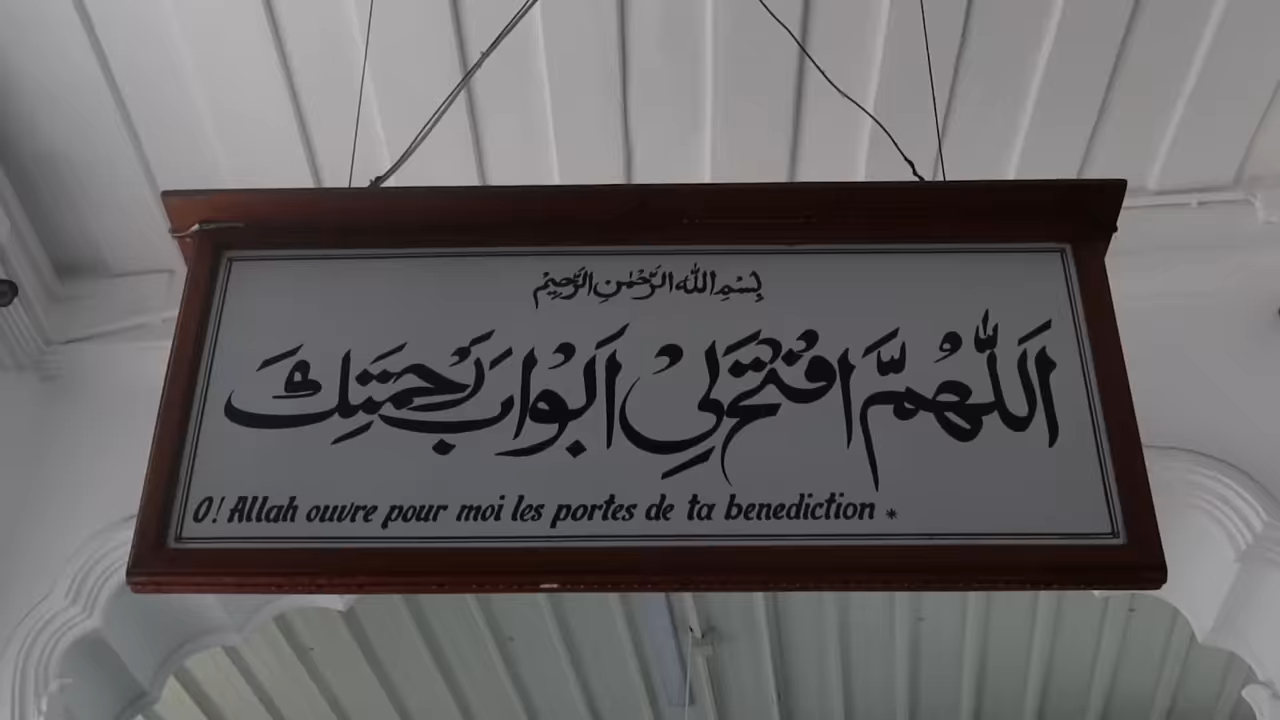 بِسْمِ اللّٰهِ الرَّحْمٰنِ الرَّحِيْمِ
اَللّٰهُمَّ افْتَحْ لِيْ اَبْوَابَ رَحْمَتِكَ
O! Allah ouvre pour moi les portes de ta benediction *